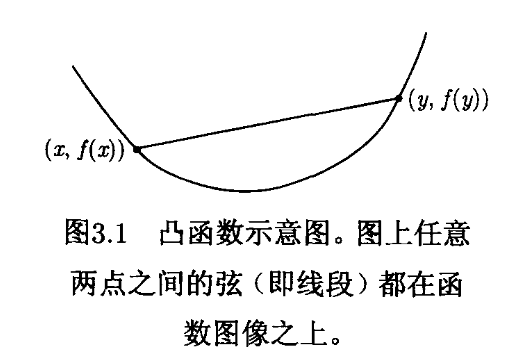 (y, f(y))
(x, f(x))
图3.1 凸函数示意图。图上任意
两点之间的弦(即线段)都在函
数图像之上。